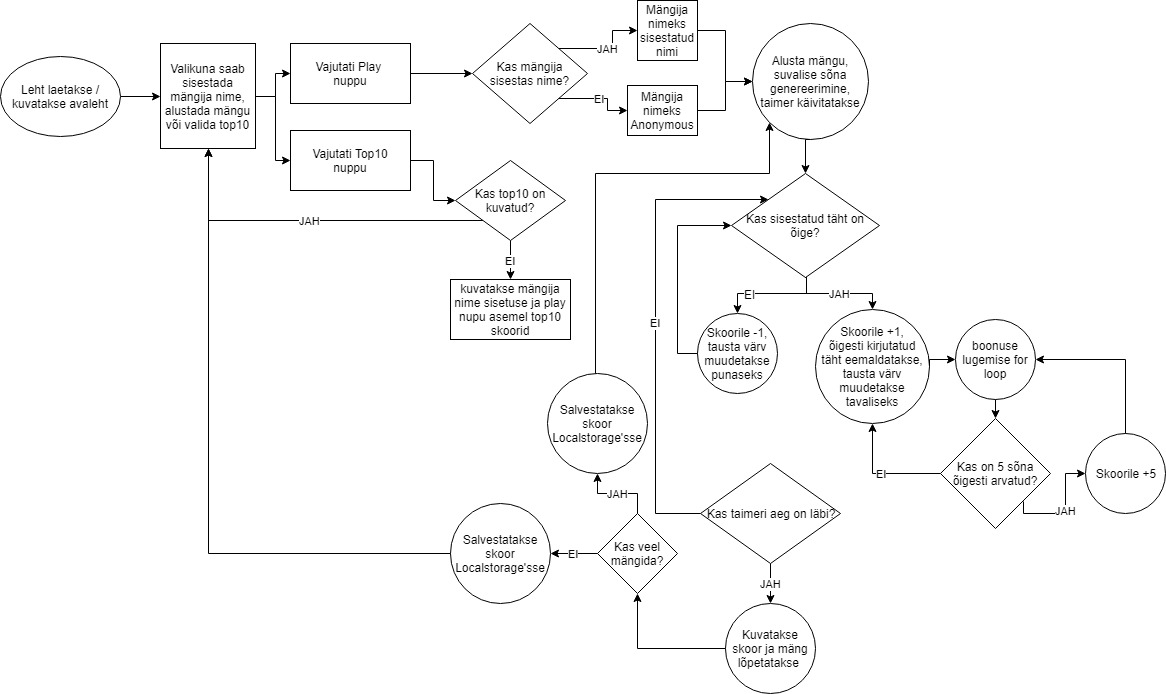 Leht laetakse /
kuvatakse avaleht
Valikuna saab
sisestada
mängija nime,
alustada mängu
või valida top10
Vajutati Play
nuppu
Kas mängija
sisestas nime?
JAH
Mängija
nimeks
sisestatud
nimi
EI
Mängija
nimeks
Anonymous
Alusta mängu,
suvalise sõna
genereerimine,
taimer käivitatakse
Vajutati Top10
nuppu
Kas top10 on
kuvatud?
JAH
EI
kuvatakse mängija
nime sisetuse ja play
nupu asemel top10
skoorid
Kas sisestatud täht on
õige?
EI
JAH
Skoorile -1,
tausta värv
muudetakse
punaseks
Skoorile +1,
õigesti kirjutatud
täht eemaldatakse,
tausta värv
muudetakse
tavaliseks
boonuse
lugemise for
loop
Kas on 5 sõna
õigesti arvatud?
EI
JAH
Skoorile +5
EI
Kas taimeri aeg on läbi?
JAH
Kuvatakse
skoor ja mäng
lõpetatakse
Kas veel
mängida?
JAH
Salvestatakse
skoor
Localstorage'sse
EI
Salvestatakse
skoor
Localstorage'sse